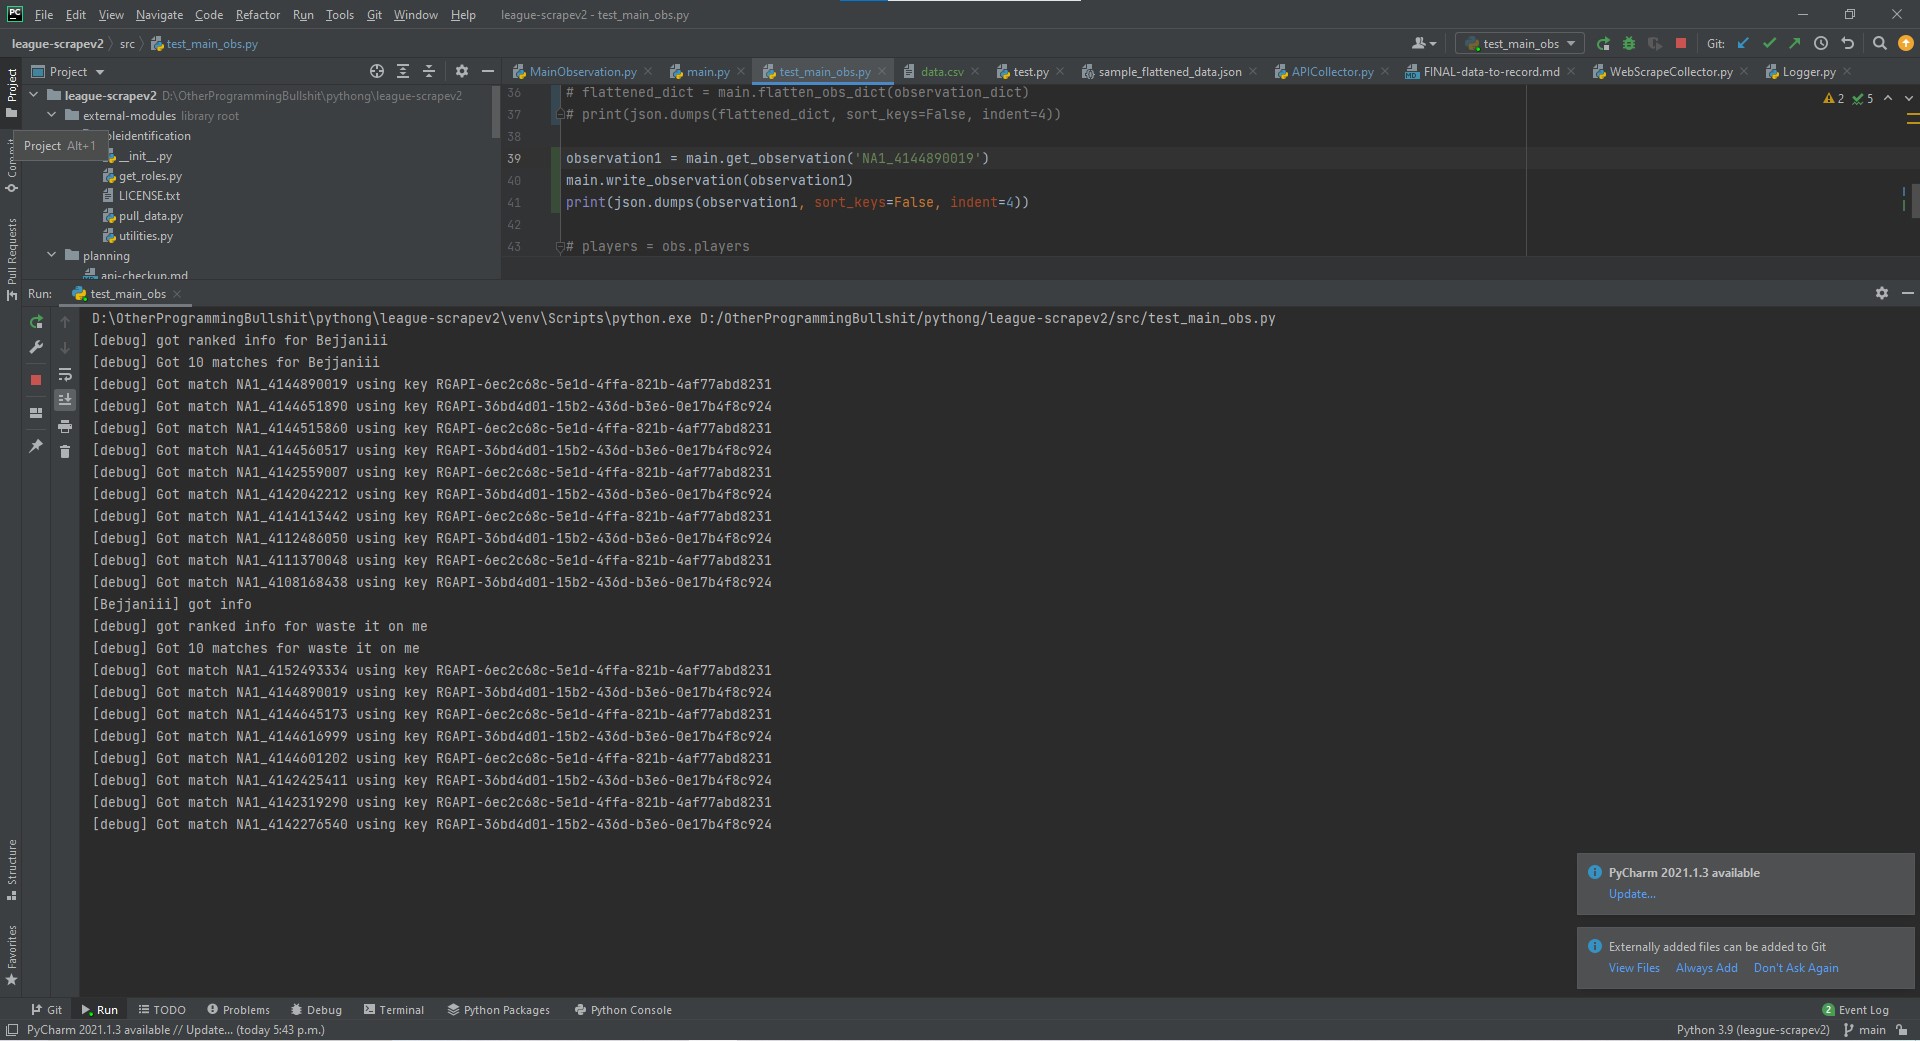 PC File Edit View Navigate Code Refactor Run Tools Git Window Help league-scrapev2 - test_main_obs.py
league-scrapev2 src test_main_obs.py test_main_obs Git:
Project MainObservation.py main.py test_main_obs.py data.csv test.py sample_flattened_data.json APICollector.py FINAL-data-to-record.md WebScrapeCollector.py Logger.py
Project
Commit
Pull Requests
league-scrapev2 D:\OtherProgrammingBullshit\pythong\league-scrapev2
external-modules library root
oleidentification
Project Alt+1
__init__.py
get_roles.py
LICENSE.txt
pull_data.py
utilities.py
planning
api-checkup.md
36 # flattened_dict = main.flatten_obs_dict(observation_dict)
37 # print(json.dumps(flattened_dict, sort_keys=False, indent=4))
38
39 observation1 = main.get_observation('NA1_4144890019')
40 main.write_observation(observation1)
41 print(json.dumps(observation1, sort_keys=False, indent=4))
42
43 # players = obs.players
2 5
Run: test_main_obs
D:\OtherProgrammingBullshit\pythong\league-scrapev2\venv\Scripts\python.exe D:/OtherProgrammingBullshit/pythong/league-scrapev2/src/test_main_obs.py
[debug] got ranked info for Bejjaniii
[debug] Got 10 matches for Bejjaniii
[debug] Got match NA1_4144890019 using key RGAPI-6ec2c68c-5e1d-4ffa-821b-4af77abd8231
[debug] Got match NA1_4144651890 using key RGAPI-36bd4d01-15b2-436d-b3e6-0e17b4f8c924
[debug] Got match NA1_4144515860 using key RGAPI-6ec2c68c-5e1d-4ffa-821b-4af77abd8231
[debug] Got match NA1_4144560517 using key RGAPI-36bd4d01-15b2-436d-b3e6-0e17b4f8c924
[debug] Got match NA1_4142559007 using key RGAPI-6ec2c68c-5e1d-4ffa-821b-4af77abd8231
[debug] Got match NA1_4142042212 using key RGAPI-36bd4d01-15b2-436d-b3e6-0e17b4f8c924
[debug] Got match NA1_4141413442 using key RGAPI-6ec2c68c-5e1d-4ffa-821b-4af77abd8231
[debug] Got match NA1_4112486050 using key RGAPI-36bd4d01-15b2-436d-b3e6-0e17b4f8c924
[debug] Got match NA1_4111370048 using key RGAPI-6ec2c68c-5e1d-4ffa-821b-4af77abd8231
[debug] Got match NA1_4108168438 using key RGAPI-36bd4d01-15b2-436d-b3e6-0e17b4f8c924
[Bejjaniii] got info
[debug] got ranked info for waste it on me
[debug] Got 10 matches for waste it on me
[debug] Got match NA1_4152493334 using key RGAPI-6ec2c68c-5e1d-4ffa-821b-4af77abd8231
[debug] Got match NA1_4144890019 using key RGAPI-36bd4d01-15b2-436d-b3e6-0e17b4f8c924
[debug] Got match NA1_4144645173 using key RGAPI-6ec2c68c-5e1d-4ffa-821b-4af77abd8231
[debug] Got match NA1_4144616999 using key RGAPI-36bd4d01-15b2-436d-b3e6-0e17b4f8c924
[debug] Got match NA1_4144601202 using key RGAPI-6ec2c68c-5e1d-4ffa-821b-4af77abd8231
[debug] Got match NA1_4142425411 using key RGAPI-36bd4d01-15b2-436d-b3e6-0e17b4f8c924
[debug] Got match NA1_4142319290 using key RGAPI-6ec2c68c-5e1d-4ffa-821b-4af77abd8231
[debug] Got match NA1_4142276540 using key RGAPI-36bd4d01-15b2-436d-b3e6-0e17b4f8c924
Structure
Favorites
PyCharm 2021.1.3 available
Update...
Externally added files can be added to Git
View Files Always Add Don't Ask Again
Git Run TODO Problems Debug Terminal Python Packages Python Console 2 Event Log
PyCharm 2021.1.3 available // Update... (today 5:43 p.m.) Python 3.9 (league-scrapev2) main